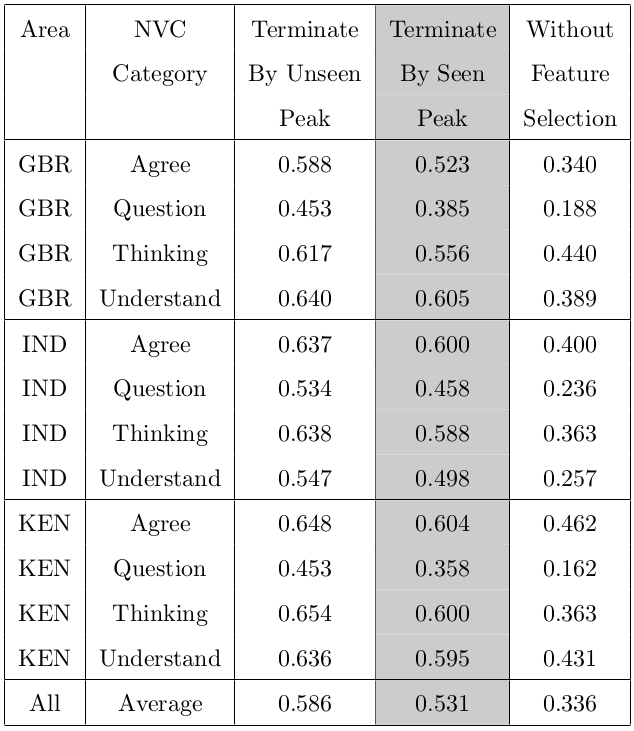 Area NVC Terminate Terminate Without
Category By Unseen By Seen Feature
Peak Peak Selection
GBR Agree 0.588 0.523 0.340
GBR Question 0.453 0.385 0.188
GBR Thinking 0.617 0.556 0.440
GBR Understand 0.640 0.605 0.389
IND Agree 0.637 0.600 0.400
IND Question 0.534 0.458 0.236
IND Thinking 0.638 0.588 0.363
IND Understand 0.547 0.498 0.257
KEN Agree 0.648 0.604 0.462
KEN Question 0.453 0.358 0.162
KEN Thinking 0.654 0.600 0.363
KEN Understand 0.636 0.595 0.431
All Average 0.586 0.531 0.336